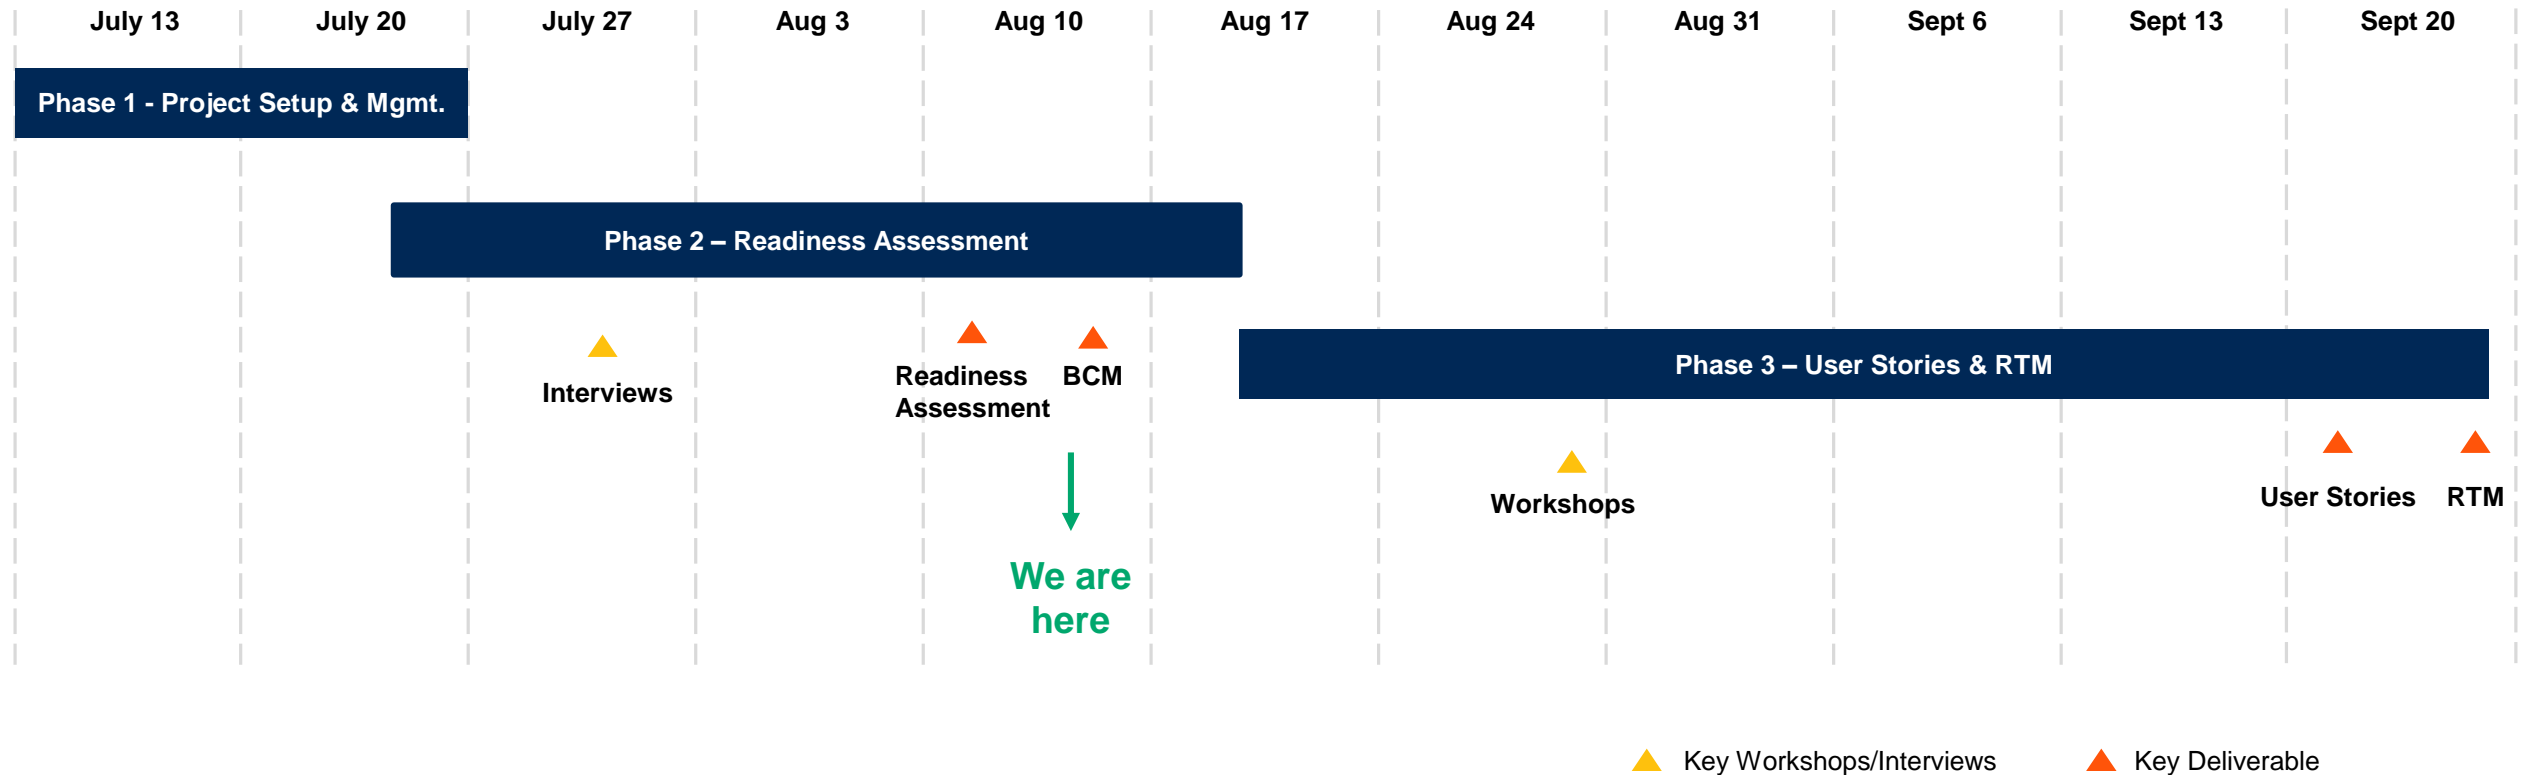 July 13
July 20
July 27
Aug 3
Aug 10
Aug 17
Aug 24
Aug 31
Sept 6
Sept 13
Sept 20
Phase 1 - Project Setup & Mgmt.
Phase 2 – Readiness Assessment
Interviews
Readiness
Assessment
BCM
Phase 3 – User Stories & RTM
Workshops
User Stories
RTM
We are
here
Key Workshops/Interviews
Key Deliverable